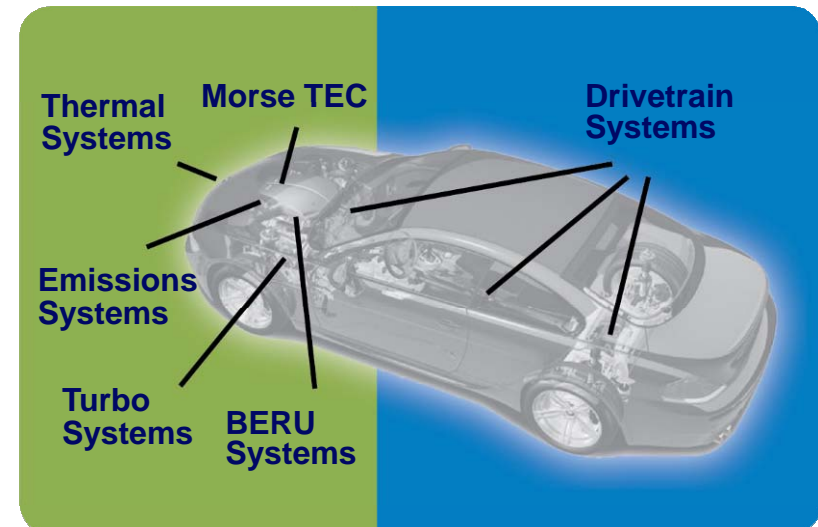 Thermal
Systems
Morse TEC
Drivetrain
Systems
Emissions
Systems
Turbo
Systems
BERU
Systems